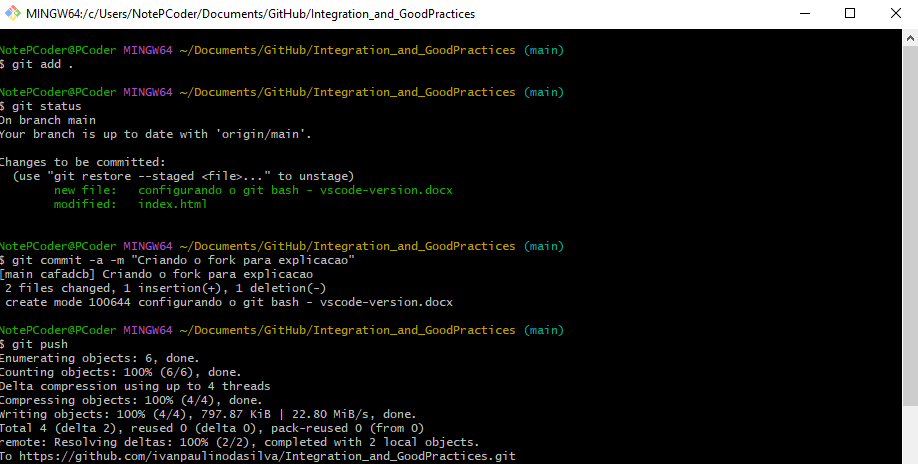 MINGW64:/c/Users/NotePCoder/Documents/GitHub/Integration_and_GoodPractices
NotePCoder@PCoder MINGW64 ~/Documents/GitHub/Integration_and_GoodPractices (main)
$ git add .
NotePCoder@PCoder MINGW64 ~/Documents/GitHub/Integration_and_GoodPractices (main)
$ git status
On branch main
Your branch is up to date with 'origin/main'.
Changes to be committed:
  (use "git restore --staged <file>..." to unstage)
        new file:   configurando o git bash - vscode-version.docx
        modified:   index.html
NotePCoder@PCoder MINGW64 ~/Documents/GitHub/Integration_and_GoodPractices (main)
$ git commit -a -m "Criando o fork para explicacao"
[main cafadcb] Criando o fork para explicacao
 2 files changed, 1 insertion(+), 1 deletion(-)
 create mode 100644 configurando o git bash - vscode-version.docx
NotePCoder@PCoder MINGW64 ~/Documents/GitHub/Integration_and_GoodPractices (main)
$ git push
Enumerating objects: 6, done.
Counting objects: 100% (6/6), done.
Delta compression using up to 4 threads
Compressing objects: 100% (4/4), done.
Writing objects: 100% (4/4), 797.87 KiB | 22.80 MiB/s, done.
Total 4 (delta 2), reused 0 (delta 0), pack-reused 0 (from 0)
remote: Resolving deltas: 100% (2/2), completed with 2 local objects.
To https://github.com/ivanpaulinodasilva/Integration_and_GoodPractices.git